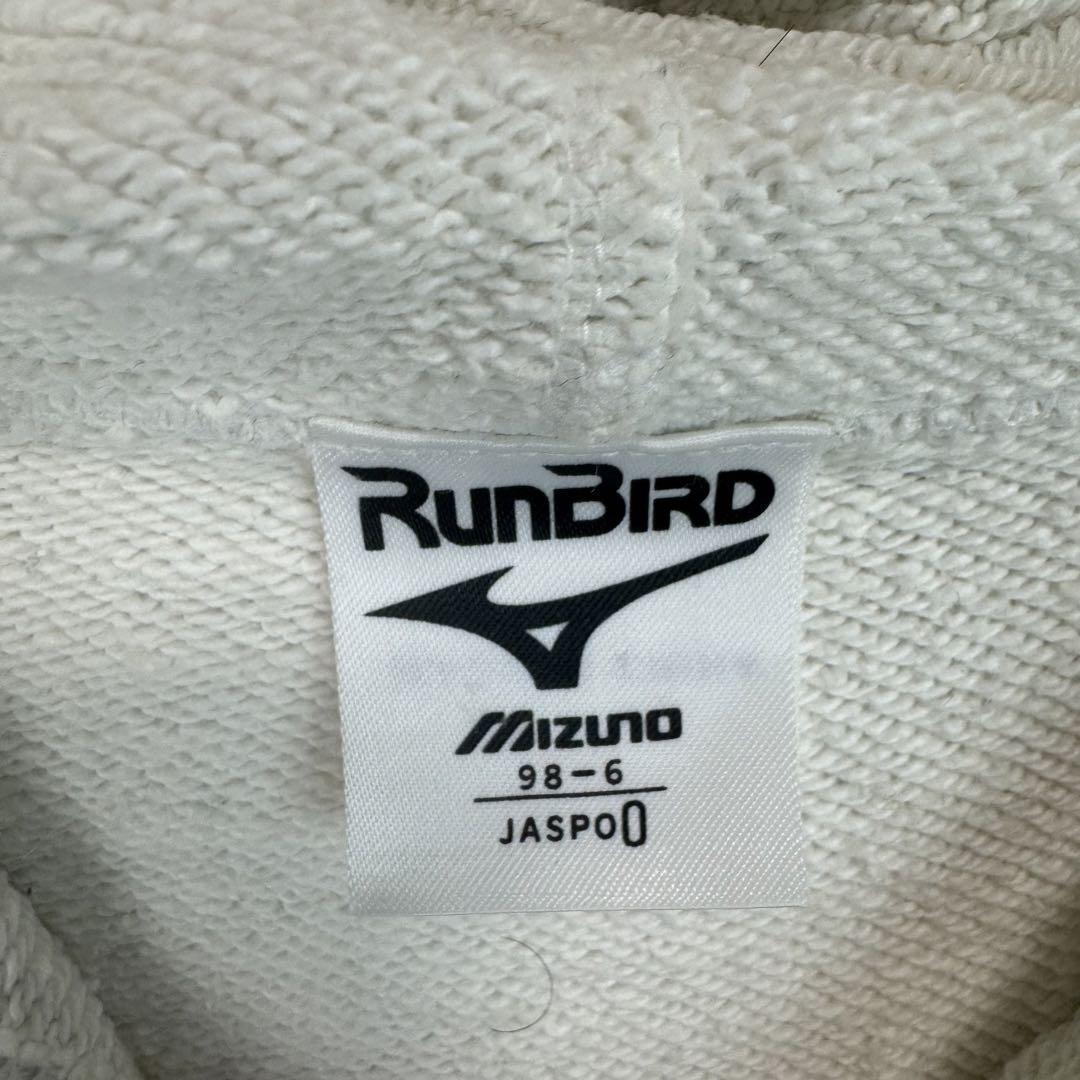 RunBIRD
MIZUNO
98-6
JASPO O